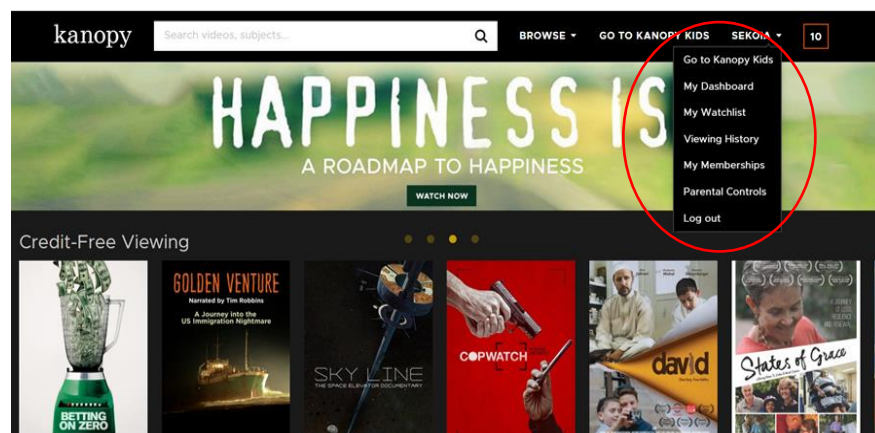 kanopy Search videos, subjects... BROWSE GO TO KANOPY KIDS SEKOIA 10
Go to Kanopy Kids
My Dashboard
My Watchlist
Viewing History
My Memberships
Parental Controls
Log out
HAPPINESS IS
A ROADMAP TO HAPPINESS
WATCH NOW
Credit-Free Viewing
BETTING
ON ZERO
GOLDEN VENTURE
Narrated by Tim Robbins
A Journey into the
US Immigration Nightmare
SKY LINE
THE SPACE ELEVATOR DOCUMENTARY
COPWATCH
david
States of Grace